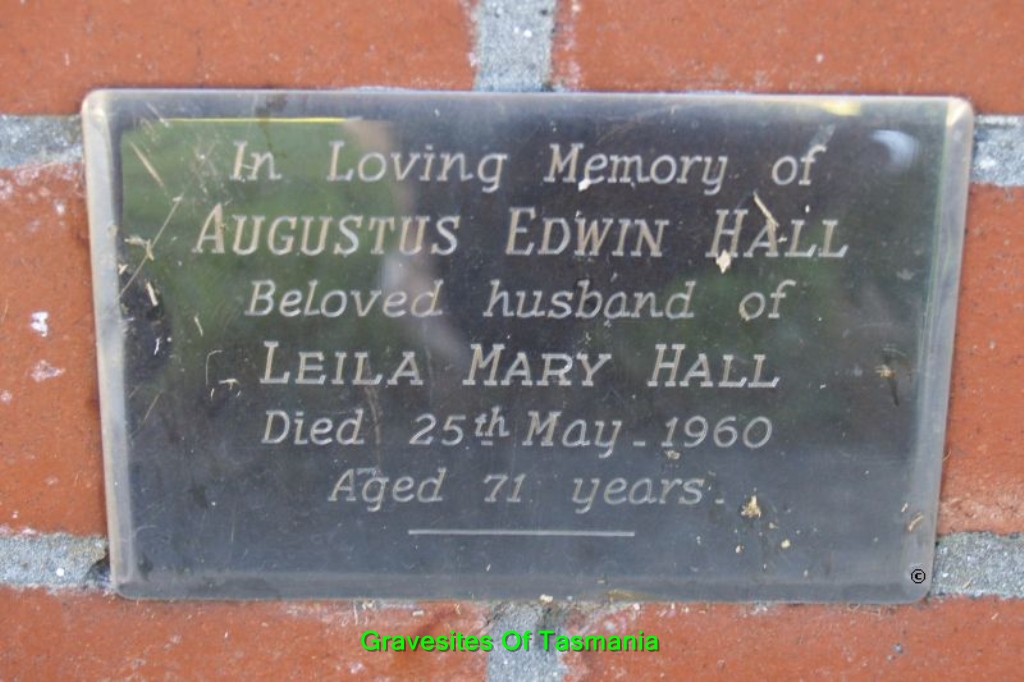 In Loving Memory of
AUGUSTUS EDWIN HALL
Beloved husband of
LEILA MARY HALL
Died 25th May. 1960
Aged 71 years.
©
Gravesites Of Tasmania